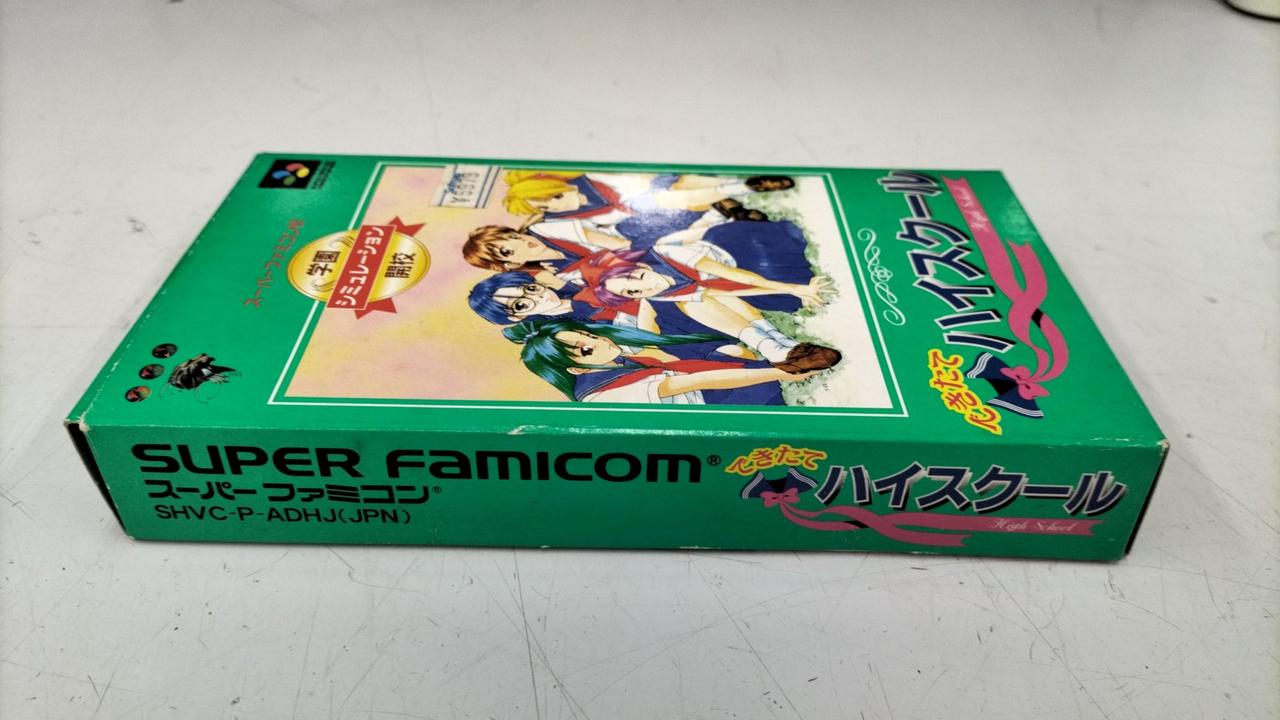 スーパーファミコン
学園
シミュレーション
開校
¥5979
できたて
ハイスクール
High School
SUPER FAMICOM®
スーパーファミコン®
SHVC-P-ADHJ(JPN)
できたて
ハイスクール
High School